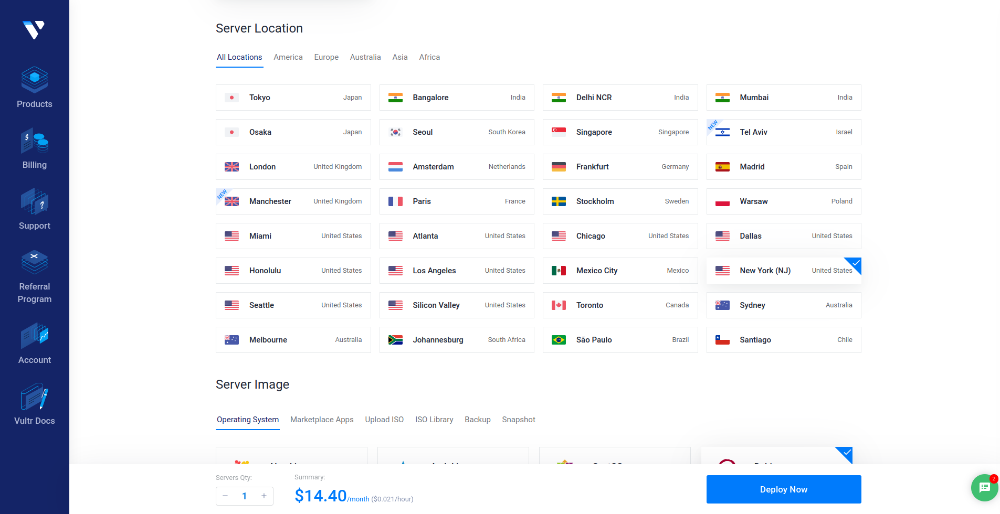 Server Location
All Locations America Europe Australia Asia Africa
Tokyo Japan Bangalore India Delhi NCR India Mumbai India
Osaka Japan Seoul South Korea Singapore Singapore NEW Tel Aviv Israel
London United Kingdom Amsterdam Netherlands Frankfurt Germany Madrid Spain
NEW Manchester United Kingdom Paris France Stockholm Sweden Warsaw Poland
Miami United States Atlanta United States Chicago United States Dallas United States
Honolulu United States Los Angeles United States Mexico City Mexico New York (NJ) United States
Seattle United States Silicon Valley United States Toronto Canada Sydney Australia
Melbourne Australia Johannesburg South Africa São Paulo Brazil Santiago Chile
Server Image
Operating System Marketplace Apps Upload ISO ISO Library Backup Snapshot
Servers Qty: Summary:
− 1 + $14.40/month ($0.021/hour)
Deploy Now
2
Products
$
Billing
?
Support
Referral
Program
Account
Vultr Docs